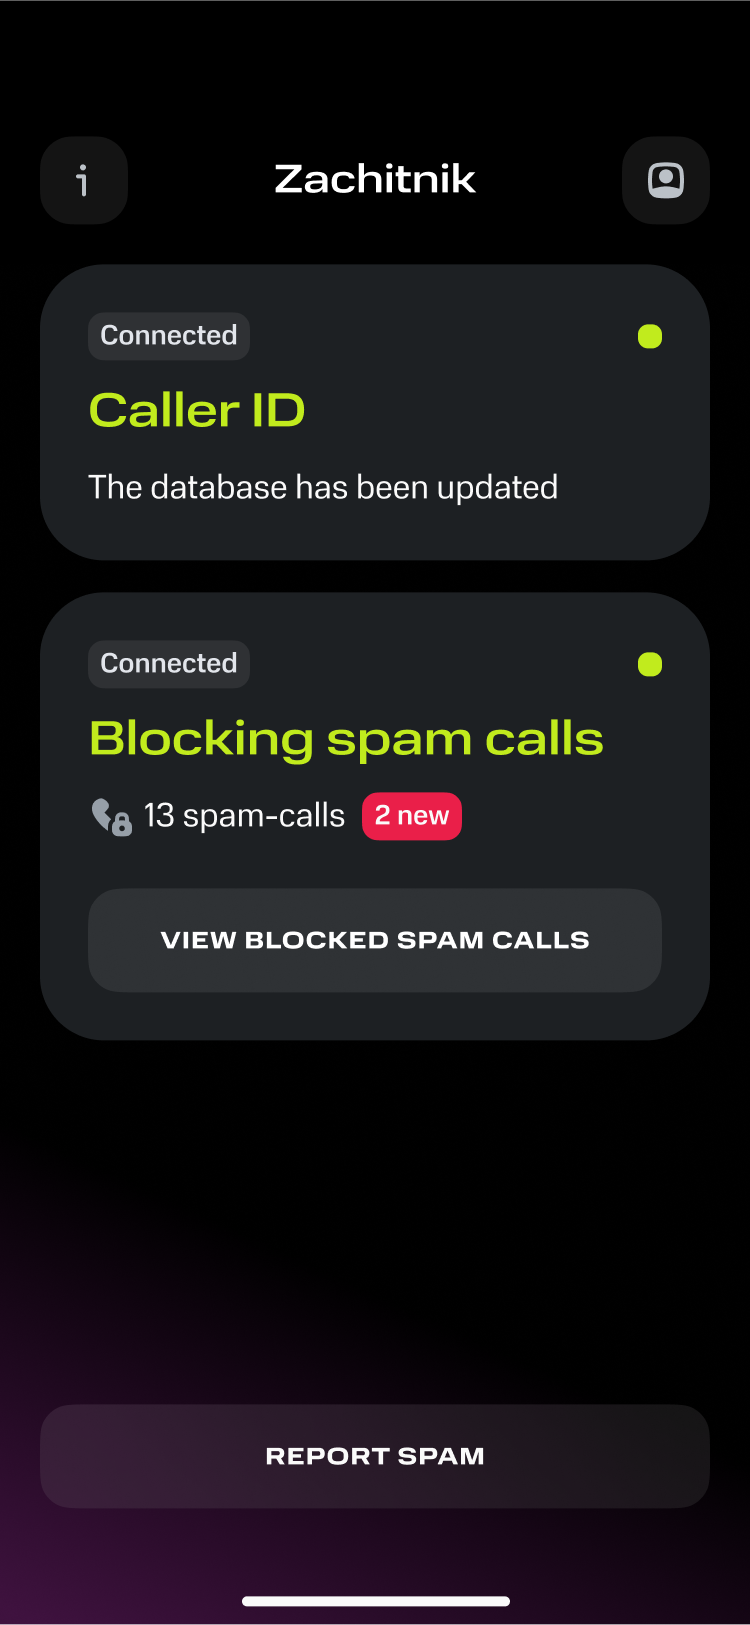 Zachitnik
Connected
Caller ID
The database has been updated
Connected
Blocking spam calls
13 spam-calls 2 new
VIEW BLOCKED SPAM CALLS
REPORT SPAM